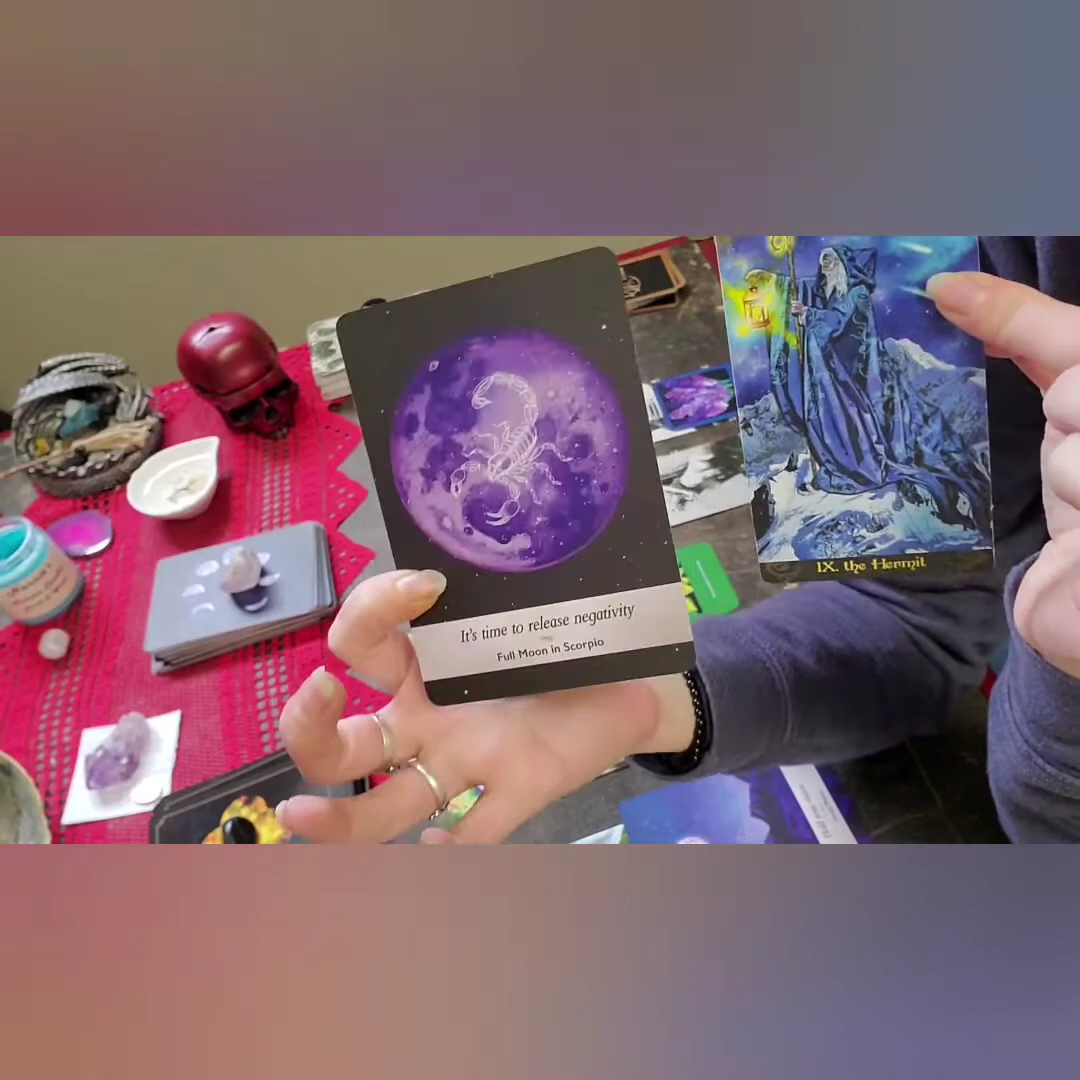 It's time to release negativity
Full Moon in Scorpio
IX. the Hermit